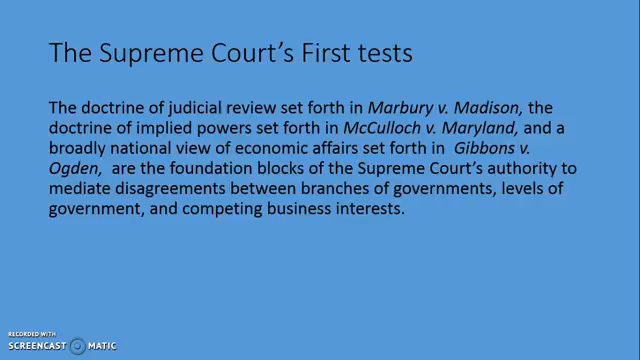 The Supreme Court's First tests
The doctrine of judicial review set forth in Marbury v. Madison, the
doctrine of implied powers set forth in McCulloch v. Maryland, and a
broadly national view of economic affairs set forth in Gibbons v.
Ogden, are the foundation blocks of the Supreme Court's authority to
mediate disagreements between branches of governments, levels of
government, and competing business interests.
RECORDED WITH
SCREENCAST MATIC